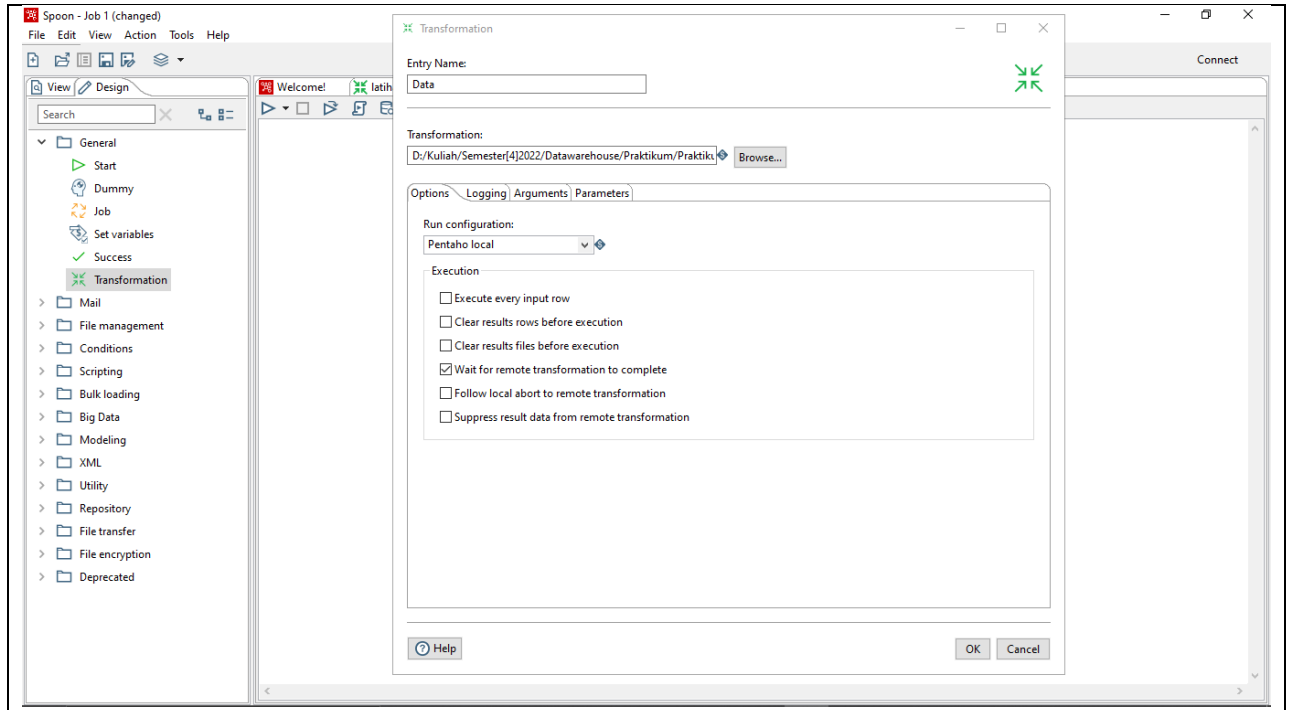 Spoon - Job 1 (changed)
File Edit View Action Tools Help
Connect
View Design
Search
General
Start
Dummy
Job
Set variables
Success
Transformation
Mail
File management
Conditions
Scripting
Bulk loading
Big Data
Modeling
XML
Utility
Repository
File transfer
File encryption
Deprecated
Welcome! latih
Transformation
Entry Name:
Data
Transformation:
D:/Kuliah/Semester[4]2022/Datawarehouse/Praktikum/Praktiku Browse...
Options Logging Arguments Parameters
Run configuration:
Pentaho local
Execution
Execute every input row
Clear results rows before execution
Clear results files before execution
Wait for remote transformation to complete
Follow local abort to remote transformation
Suppress result data from remote transformation
Help OK Cancel